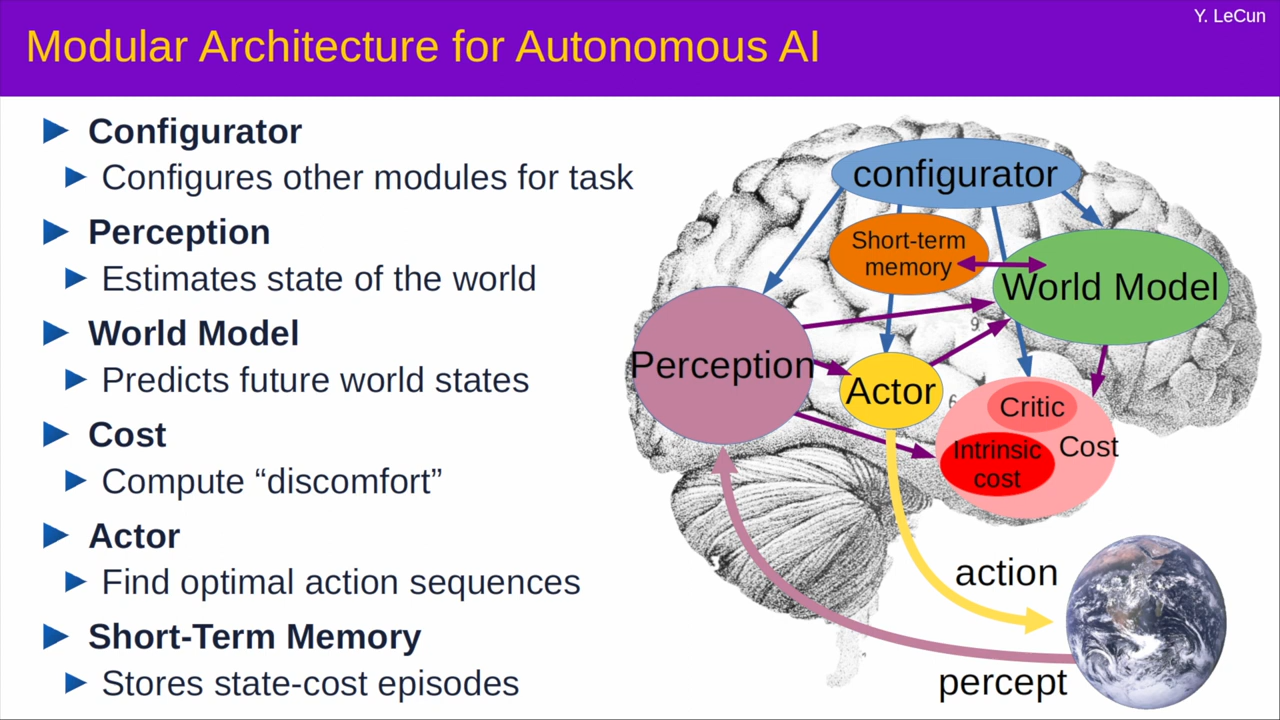 Y. LeCun
Modular Architecture for Autonomous AI
Configurator
Configures other modules for task
Perception
Estimates state of the world
World Model
Predicts future world states
Cost
Compute “discomfort”
Actor
Find optimal action sequences
Short-Term Memory
Stores state-cost episodes
configurator
Short-term
memory
World Model
9
Perception
Actor
6
Critic
Cost
Intrinsic
cost
action
percept